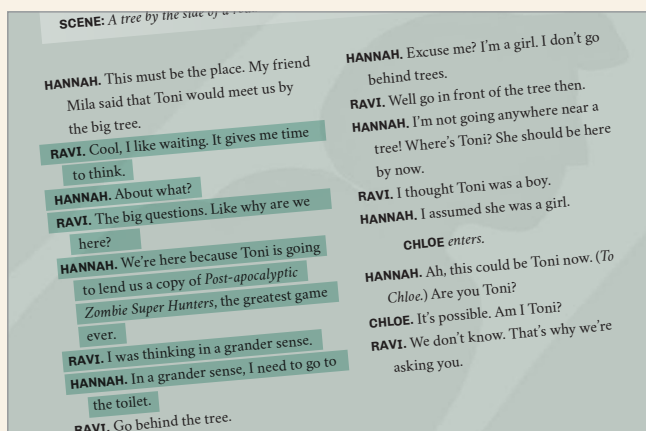 SCENE: A tree by the side of a
HANNAH. This must be the place. My friend
Mila said that Toni would meet us by
the big tree.
RAVI. Cool, I like waiting. It gives me time
to think.
HANNAH. About what?
RAVI. The big questions. Like why are we
here?
HANNAH. We're here because Toni is going
to lend us a copy of Post-apocalyptic
Zombie Super Hunters, the greatest game
ever.
RAVI. I was thinking in a grander sense.
HANNAH. In a grander sense, I need to go to
the toilet.
RAVI. Go behind the tree.
HANNAH. Excuse me? I'm a girl. I don't go
behind trees.
RAVI. Well go in front of the tree then.
HANNAH. I'm not going anywhere near a
tree! Where's Toni? She should be here
by now.
RAVI. I thought Toni was a boy.
HANNAH. I assumed she was a girl.
CHLOE enters.
HANNAH. Ah, this could be Toni now. (To
Chloe.) Are you Toni?
CHLOE. It's possible. Am I Toni?
RAVI. We don't know. That's why we're
asking you.